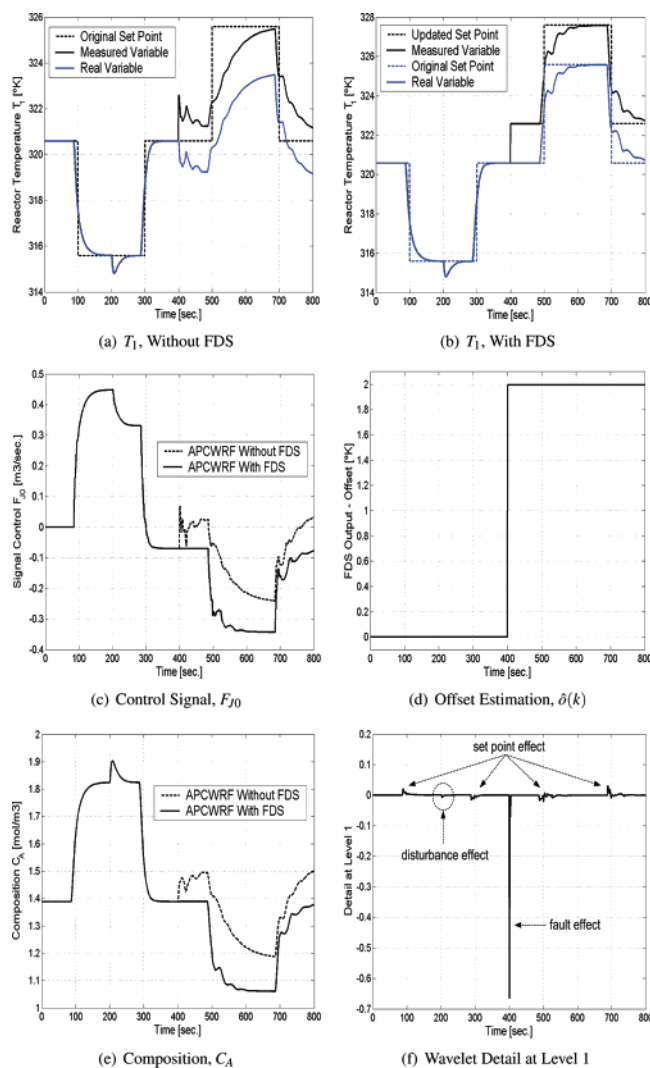 Original Set Point
Measured Variable
Real Variable
Reactor Temperature T1 [°K]
326
324
322
320
318
316
314
0 100 200 300 400 500 600 700 800
Time [sec.]
(a) T1, Without FDS
Updated Set Point
Measured Variable
Original Set Point
Real Variable
Reactor Temperature T1 [°K]
328
326
324
322
320
318
316
314
0 100 200 300 400 500 600 700 800
Time [sec.]
(b) T1, With FDS
APCWRF Without FDS
APCWRF With FDS
Signal Control FJO [m3/sec.]
0.5
0.4
0.3
0.2
0.1
0
-0.1
-0.2
-0.3
-0.4
0 100 200 300 400 500 600 700 800
Time [sec.]
(c) Control Signal, FJ0
FDS Output - Offset [°K]
2
1.8
1.6
1.4
1.2
1
0.8
0.6
0.4
0.2
0
0 100 200 300 400 500 600 700 800
Time [sec.]
(d) Offset Estimation, ô(k)
APCWRF Without FDS
APCWRF With FDS
Composition CA [mol/m3]
2
1.9
1.8
1.7
1.6
1.5
1.4
1.3
1.2
1.1
1
0 100 200 300 400 500 600 700 800
Time [sec.]
(e) Composition, CA
set point effect
disturbance effect
fault effect
Detail at Level 1
0.2
0.1
0
-0.1
-0.2
-0.3
-0.4
-0.5
-0.6
-0.7
0 100 200 300 400 500 600 700 800
Time [sec.]
(f) Wavelet Detail at Level 1